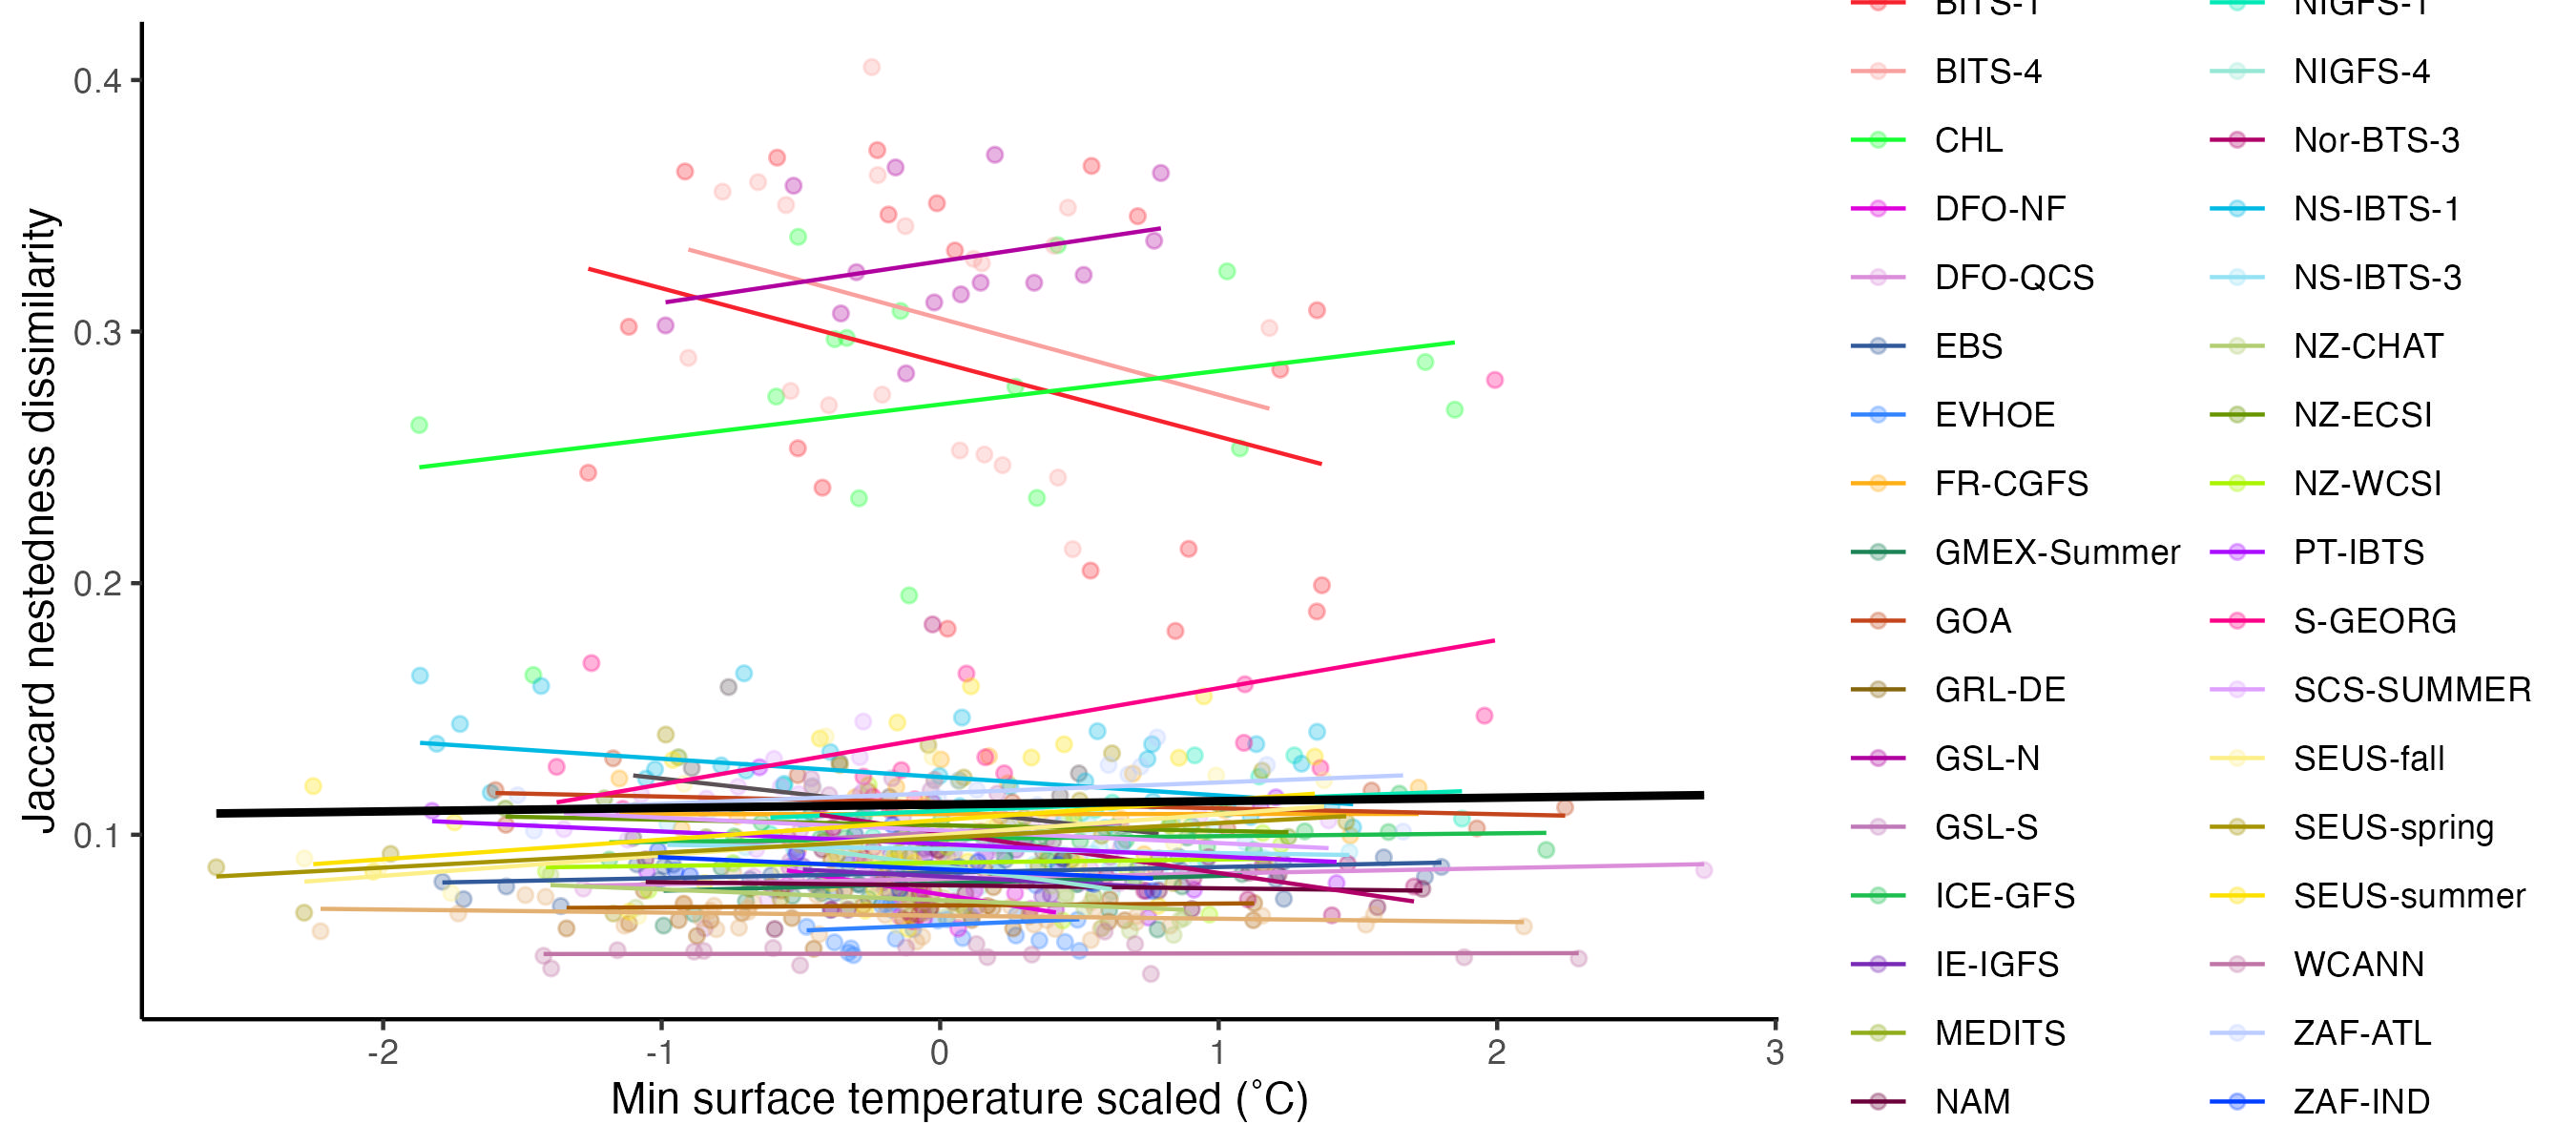 Jaccard nestedness dissimilarity
0.4
0.3
0.2
0.1
-2
-1
0
1
2
3
Min surface temperature scaled (˚C)
BITS-1
BITS-4
CHL
DFO-NF
DFO-QCS
EBS
EVHOE
FR-CGFS
GMEX-Summer
GOA
GRL-DE
GSL-N
GSL-S
ICE-GFS
IE-IGFS
MEDITS
NAM
NIGFS-1
NIGFS-4
Nor-BTS-3
NS-IBTS-1
NS-IBTS-3
NZ-CHAT
NZ-ECSI
NZ-WCSI
PT-IBTS
S-GEORG
SCS-SUMMER
SEUS-fall
SEUS-spring
SEUS-summer
WCANN
ZAF-ATL
ZAF-IND